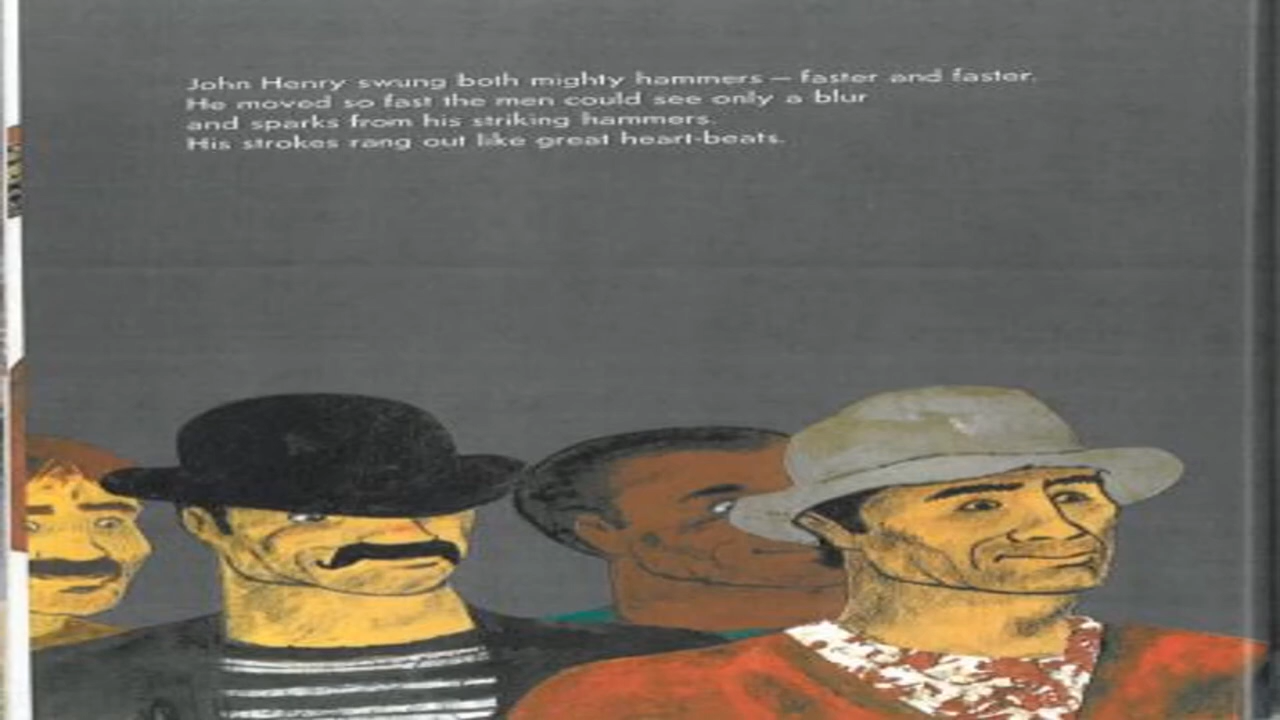 John Henry swung both mighty hammers — faster and faster.
He moved so fast the men could see only a blur
and sparks from his striking hammers.
His strokes rang out like great heart-beats.